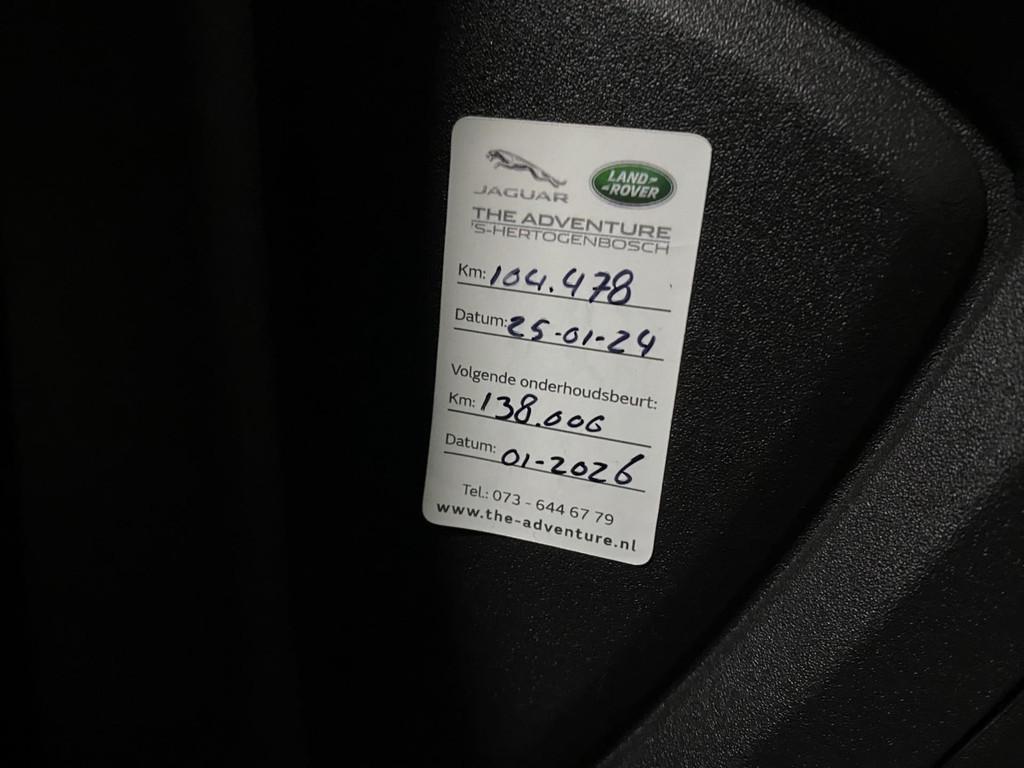 JAGUAR
LAND-
-ROVER
THE ADVENTURE
'S-HERTOGENBOSCH
Km: 104.478
Datum: 25-01-24
Volgende onderhoudsbeurt:
Km: 138.000
Datum: 01-2026
Tel.: 073 - 644 67 79
www.the-adventure.nl